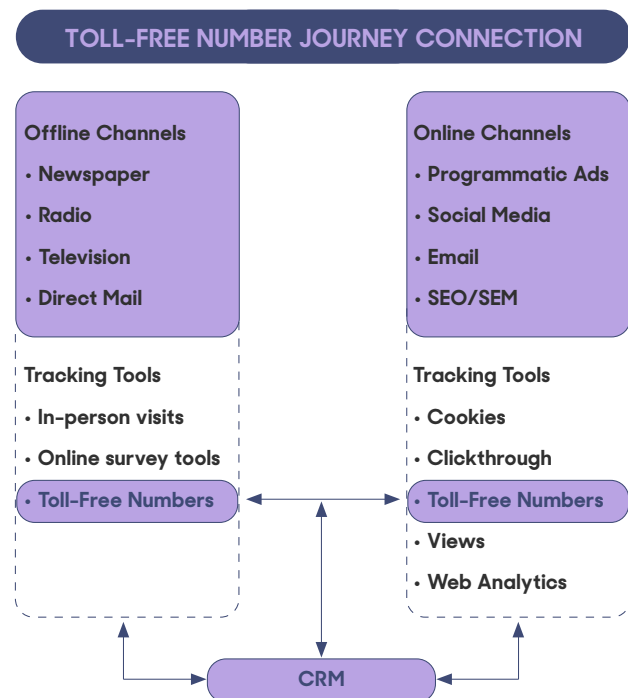 TOLL-FREE NUMBER JOURNEY CONNECTION
Offline Channels
• Newspaper
• Radio
• Television
• Direct Mail
Tracking Tools
• In-person visits
• Online survey tools
• Toll-Free Numbers
Online Channels
• Programmatic Ads
• Social Media
• Email
• SEO/SEM
Tracking Tools
• Cookies
• Clickthrough
• Toll-Free Numbers
• Views
• Web Analytics
CRM